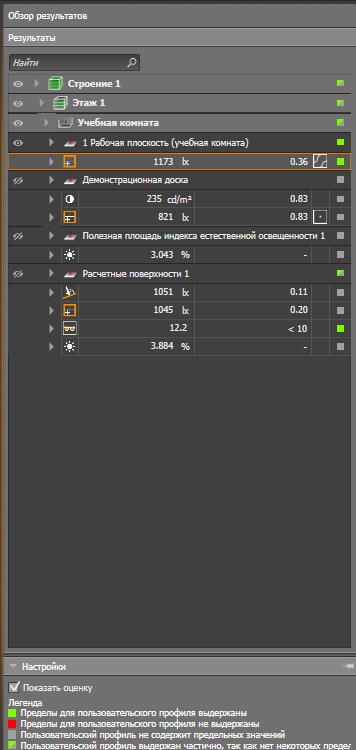 Обзор результатов
Результаты
Найти
Строение 1
Этаж 1
Учебная комната
1 Рабочая плоскость (учебная комната)
1173 lx 0.36
Демонстрационная доска
235 cd/m² 0.83
821 lx 0.83
Полезная площадь индекса естественной освещенности 1
3.043 % -
Расчетные поверхности 1
1051 lx 0.11
1045 lx 0.20
12.2 < 10
3.884 % -
Настройки
Показать оценку
Легенда
Пределы для пользовательского профиля выдержаны
Пределы для пользовательского профиля не выдержаны
Пользовательский профиль не содержит предельных значений
Пользовательский профиль выдержан частично, так как нет некоторых преде